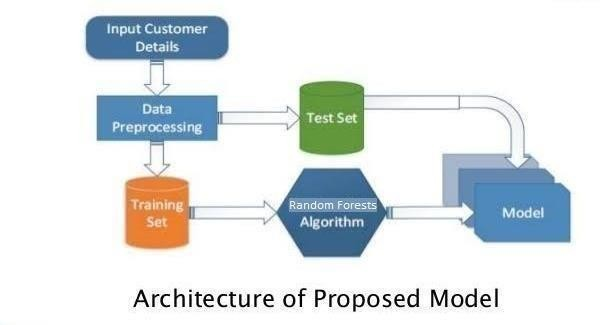 Input Customer
Details
Data
Preprocessing
Test Set
Training
Set
Random Forests
Algorithm
Model
Architecture of Proposed Model